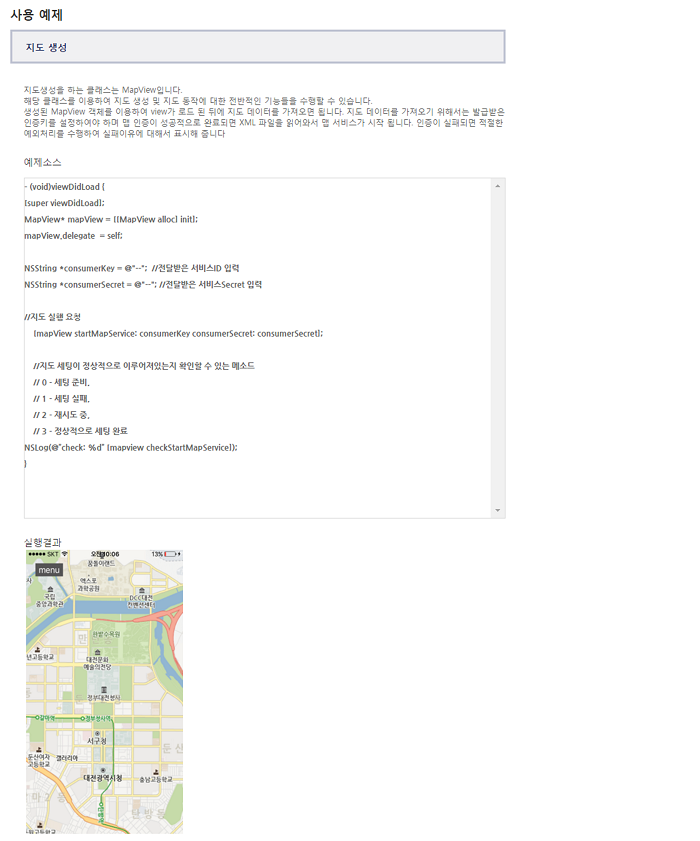 사용 예제
지도 생성
지도생성을 하는 클래스는 MapView입니다.
해당 클래스를 이용하여 지도 생성 및 지도 동작에 대한 전반적인 기능들을 수행할 수 있습니다.
생성된 MapView 객체를 이용하여 view가 로드 된 뒤에 지도 데이터를 가져오면 됩니다. 지도 데이터를 가져오기 위해서는 발급받은
인증키를 설정하여야 하며 맵 인증이 성공적으로 완료되면 XML 파일을 읽어와서 맵 서비스가 시작 됩니다. 인증이 실패되면 적절한
예외처리를 수행하여 실패이유에 대해서 표시해 줍니다
예제소스
- (void)viewDidLoad {
[super viewDidLoad];
MapView* mapView = [[MapView alloc] init];
mapView.delegate  = self;
NSString *consumerKey = @"--";  //전달받은 서비스ID 입력
NSString *consumerSecret = @"--"; //전달받은 서비스Secret 입력
//지도 실행 요청
[mapView startMapService: consumerKey consumerSecret: consumerSecret];
//지도 세팅이 정상적으로 이루어져있는지 확인할 수 있는 메소드
// 0 - 세팅 준비,
// 1 - 세팅 실패,
// 2 - 재시도 중,
// 3 - 정상적으로 세팅 완료
NSLog(@"check: %d" [mapview checkStartMapService]);
}
실행결과
SKT 오전 10:06 13%
꿈돌이랜드
menu
엑스포
과학공원
국립
중앙과학관
DCC대전
컨벤션센터
한밭수목원
대전문화
예술의전당
정부대전청사
갈마역
정부청사역
서구청
둔산여자
고등학교
갤러리아
둔 산
대전광역시청
충남고등학교
마 2 동
탄 방 동